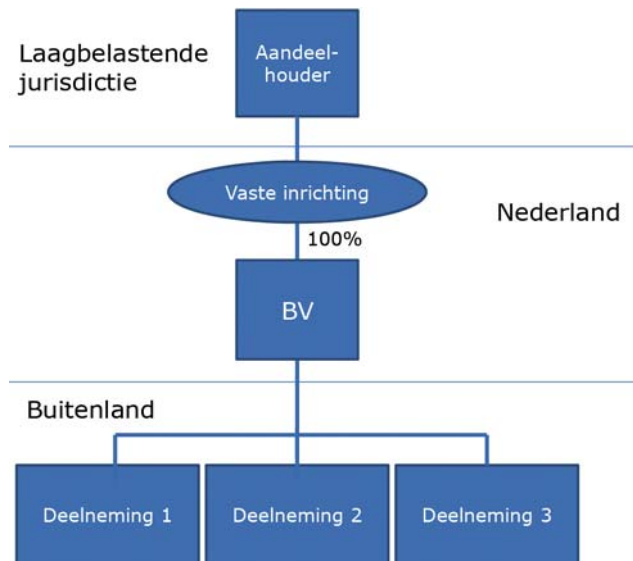 Laagbelastende
jurisdictie
Aandeel-
houder
Vaste inrichting
Nederland
100%
BV
Buitenland
Deelneming 1
Deelneming 2
Deelneming 3